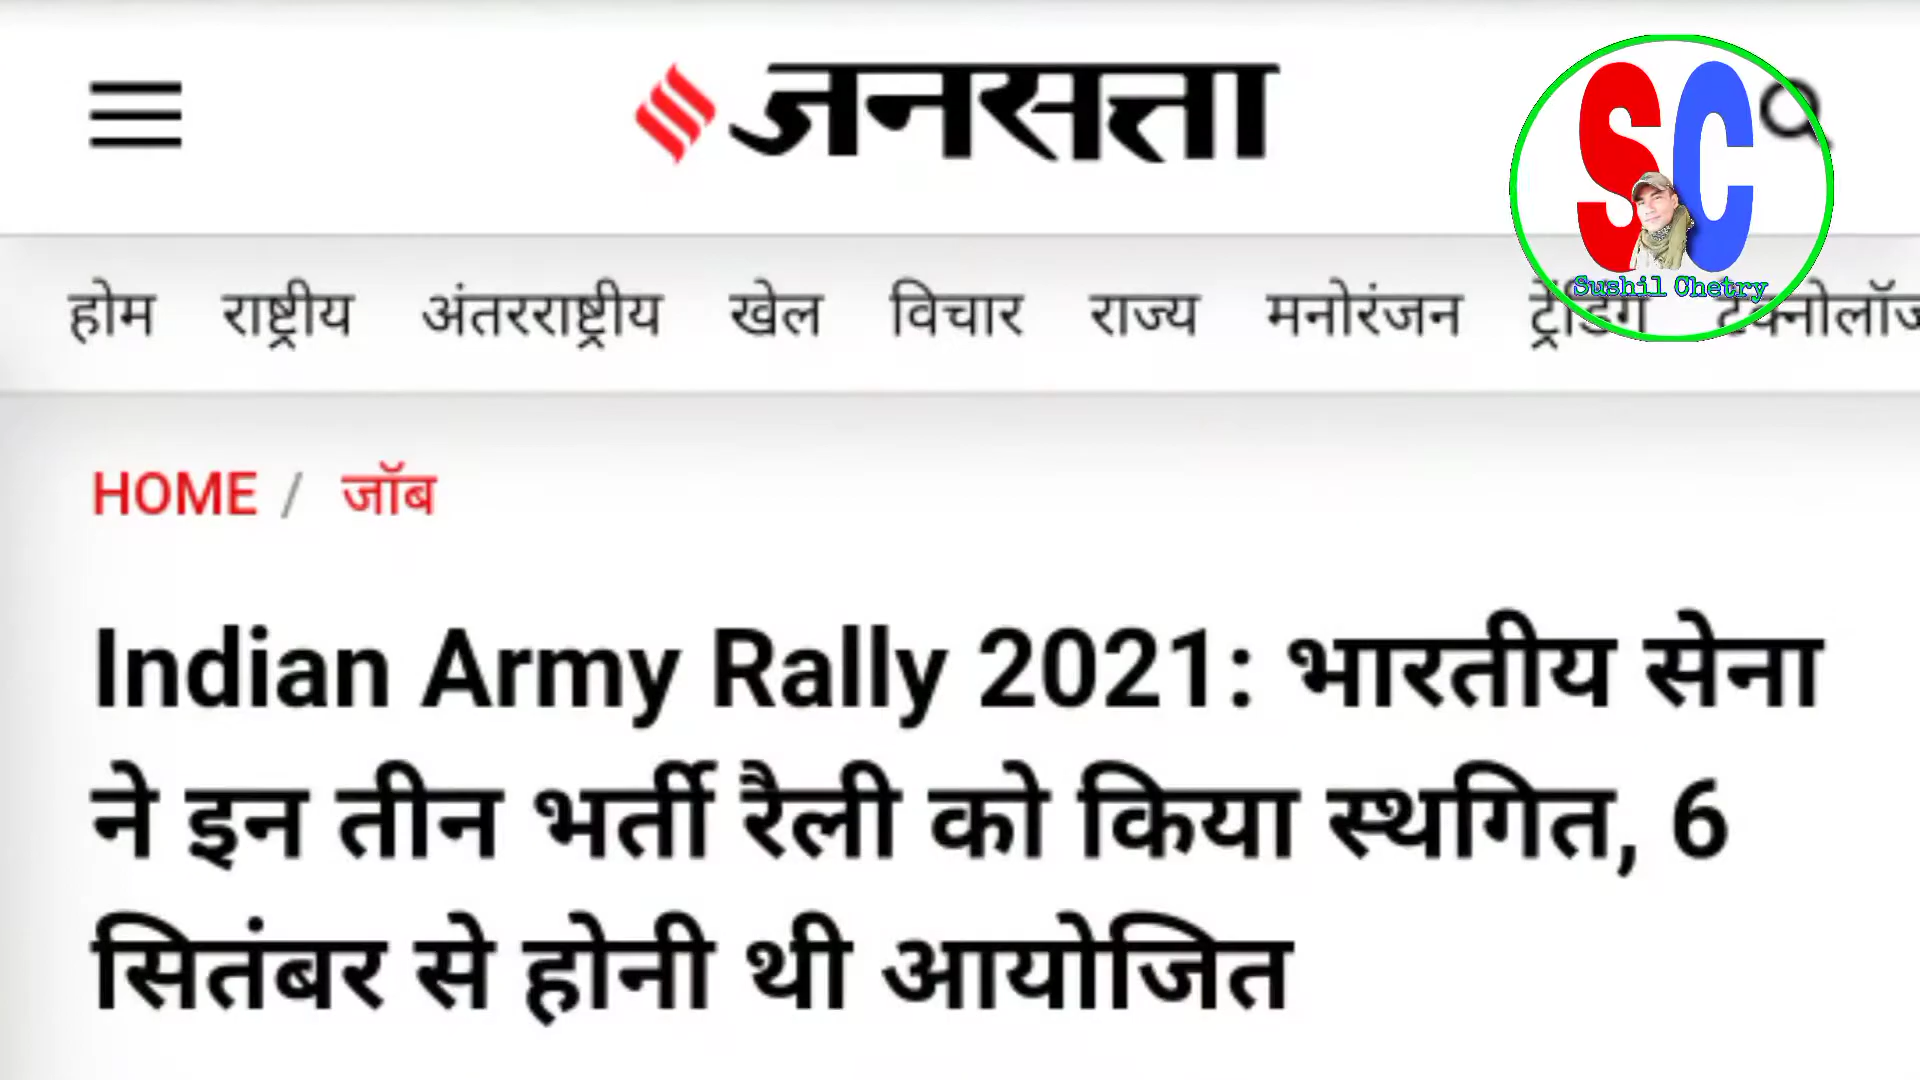 जनसत्ता
SC
Sushil Chetry
होम राष्ट्रीय अंतरराष्ट्रीय खेल विचार राज्य मनोरंजन ट्रेंडिंग
HOME / जॉब
Indian Army Rally 2021: भारतीय सेना
ने इन तीन भर्ती रैली को किया स्थगित, 6
सितंबर से होनी थी आयोजित